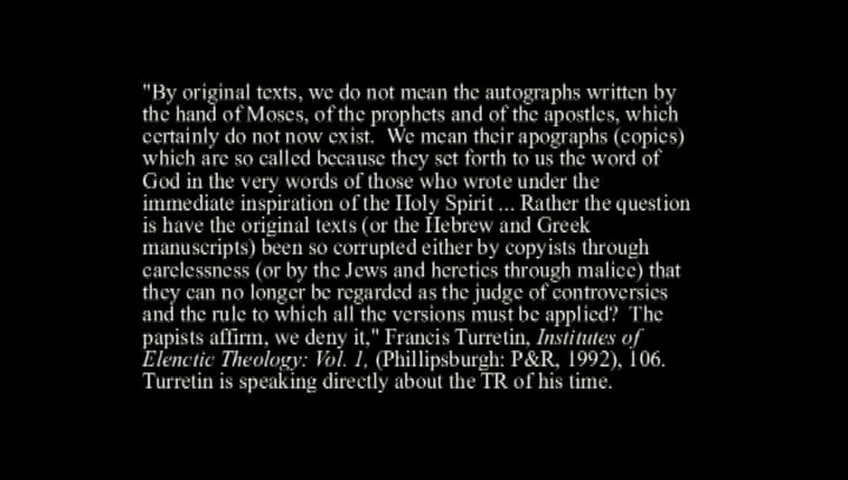 "By original texts, we do not mean the autographs written by
the hand of Moses, of the prophets and of the apostles, which
certainly do not now exist.  We mean their apographs (copies)
which are so called because they set forth to us the word of
God in the very words of those who wrote under the
immediate inspiration of the Holy Spirit ... Rather the question
is have the original texts (or the Hebrew and Greek
manuscripts) been so corrupted either by copyists through
carelessness (or by the Jews and heretics through malice) that
they can no longer be regarded as the judge of controversies
and the rule to which all the versions must be applied?  The
papists affirm, we deny it," Francis Turretin, Institutes of
Elenctic Theology: Vol. 1, (Phillipsburgh: P&R, 1992), 106.
Turretin is speaking directly about the TR of his time.